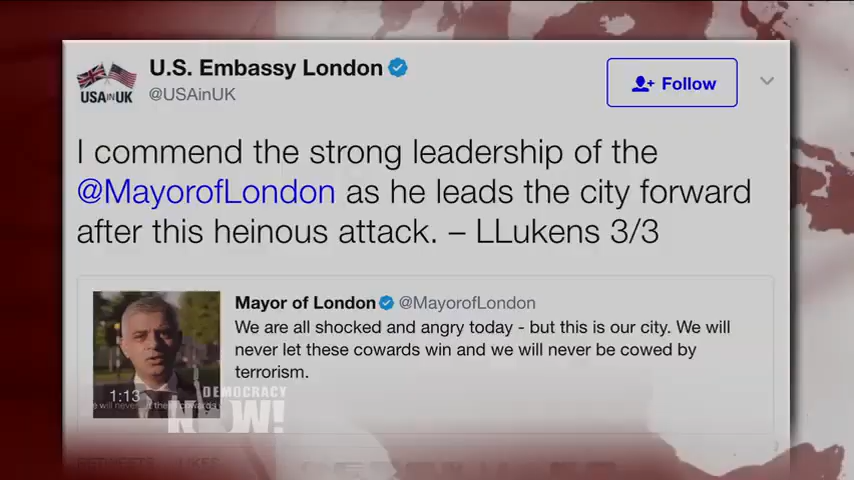 U.S. Embassy London
@USAinUK
USAINUK
Follow
I commend the strong leadership of the
@MayorofLondon as he leads the city forward
after this heinous attack. – LLukens 3/3
Mayor of London @MayorofLondon
We are all shocked and angry today - but this is our city. We will
never let these cowards win and we will never be cowed by
terrorism.
1:13
DEMOCRACY
NOW!
RETWEETS LIKES